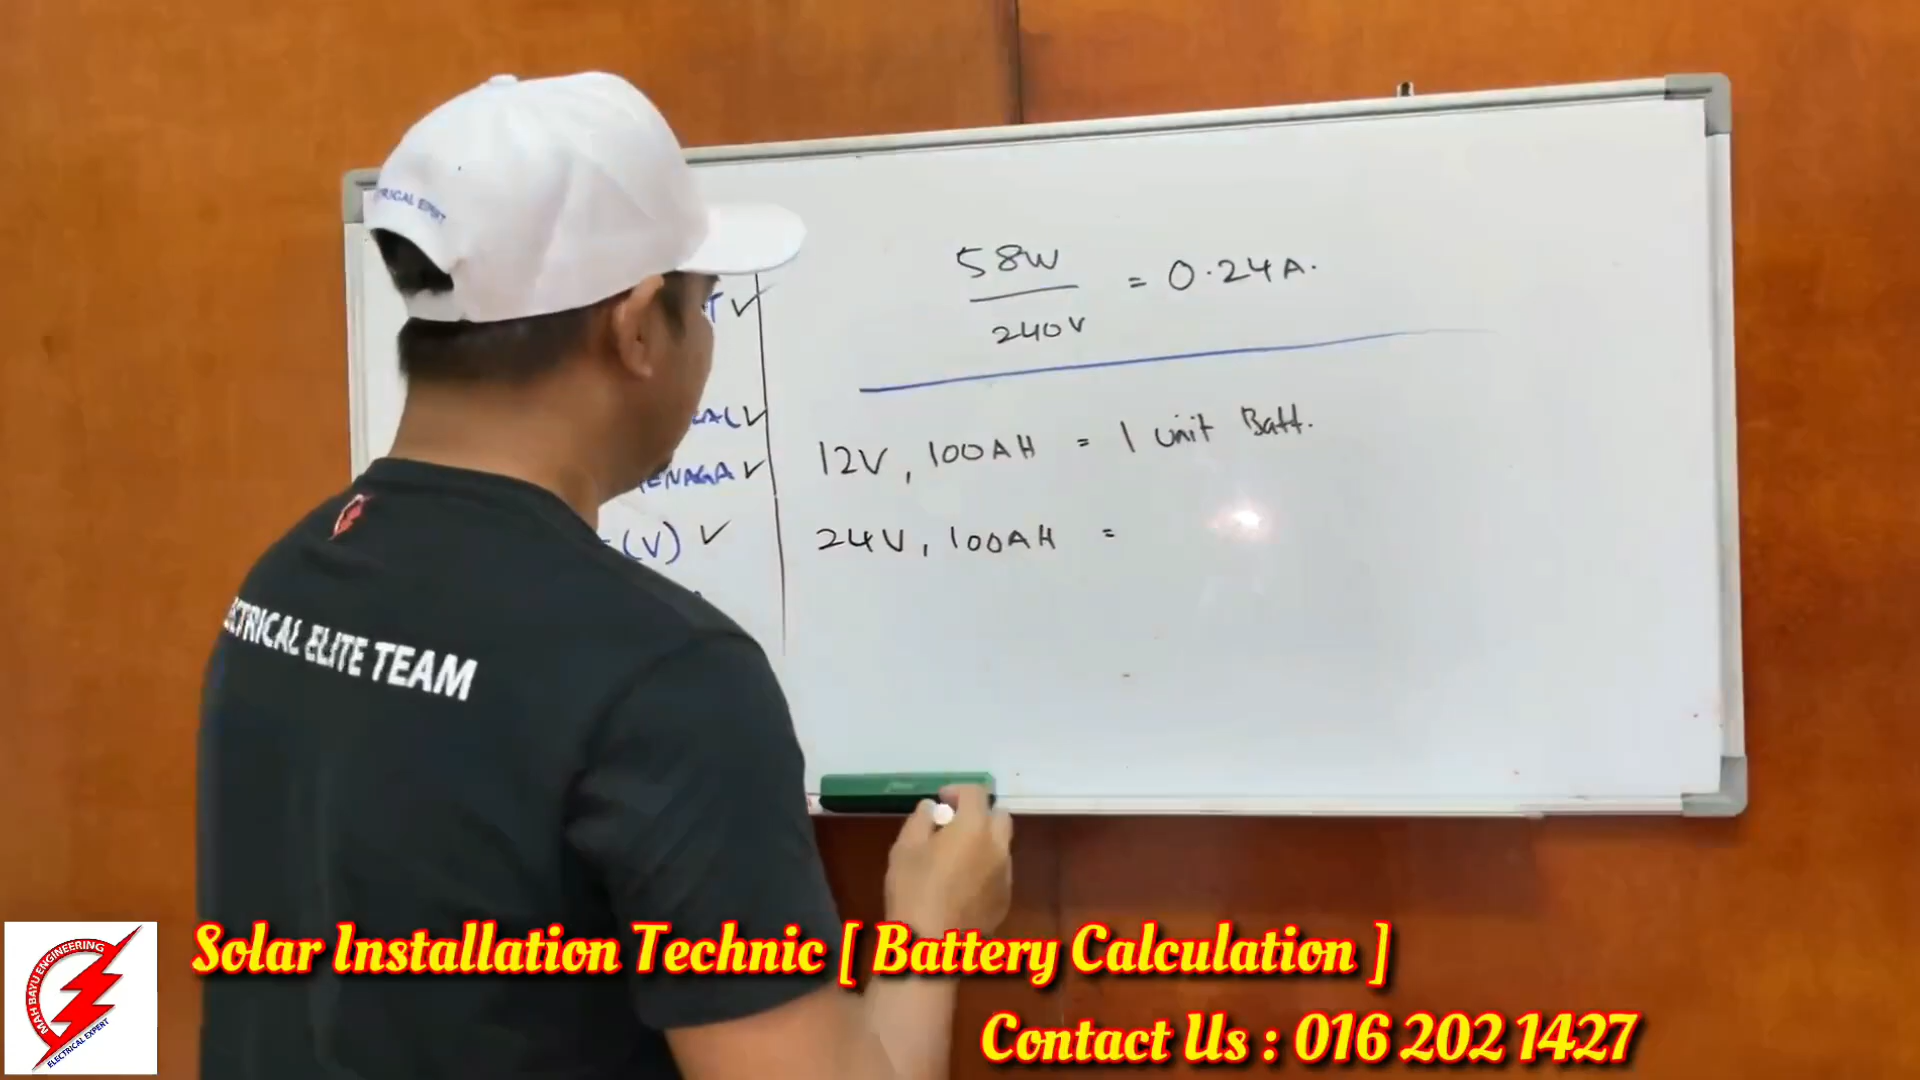 58W
240V
= 0.24A.
12V, 100AH = 1 unit Batt.
24V, 100AH =
ENAGA ✓
(V) ✓
ELITE TEAM
MAH BAYU ENGINEERING
ELECTRICAL EXPERT
Solar Installation Technic [ Battery Calculation ]
Contact Us : 016 202 1427